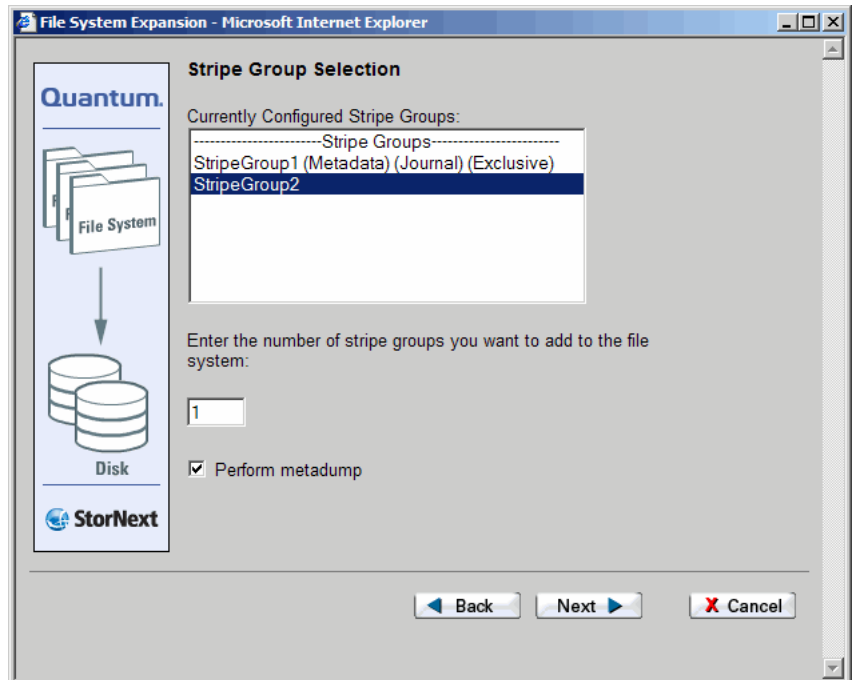 File System Expansion - Microsoft Internet Explorer
Quantum.
File System
Disk
StorNext
Stripe Group Selection
Currently Configured Stripe Groups:
------------------------Stripe Groups------------------------
StripeGroup1 (Metadata) (Journal) (Exclusive)
StripeGroup2
Enter the number of stripe groups you want to add to the file
system:
1
Perform metadump
Back
Next
X Cancel